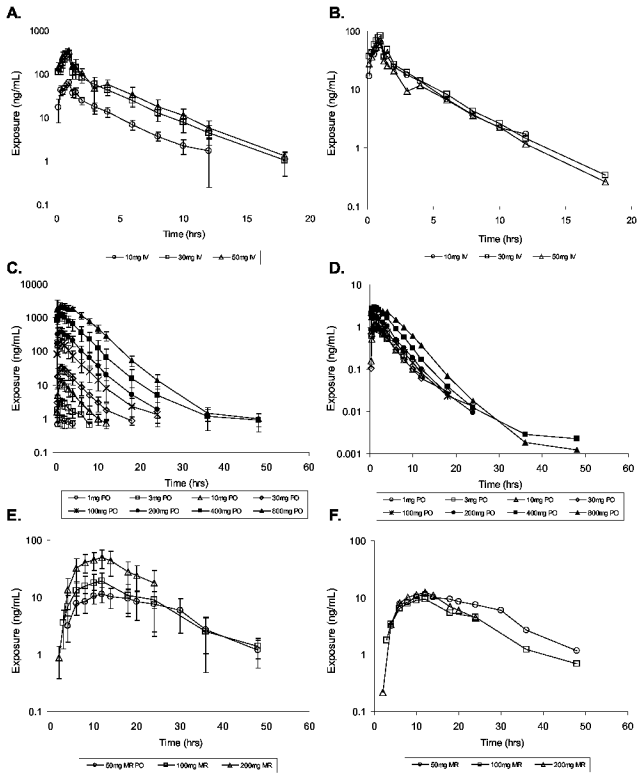 A.
Exposure (ng/mL)
1000
100
10
1
0.1
0 5 10 15 20
Time (hrs)
10mg IV 30mg IV 50mg IV
B.
Exposure (ng/mL)
100
10
1
0.1
0 5 10 15 20
Time (hrs)
10mg IV 30mg IV 50mg IV
C.
Exposure (ng/mL)
10000
1000
100
10
1
0.1
0 10 20 30 40 50 60
Time (hrs)
1mg PO 3mg PO 10mg PO 30mg PO
100mg PO 200mg PO 400mg PO 800mg PO
D.
Exposure (ng/mL)
10
1
0.1
0.01
0.001
0 10 20 30 40 50 60
Time (hrs)
1mg PO 3mg PO 10mg PO 30mg PO
100mg PO 200mg PO 400mg PO 800mg PO
E.
Exposure (ng/mL)
100
10
1
0.1
0 10 20 30 40 50 60
Time (hrs)
50mg MR PO 100mg MR 200mg MR
F.
Exposure (ng/mL)
100
10
1
0.1
0 10 20 30 40 50 60
Time (hrs)
50mg MR 100mg MR 200mg MR